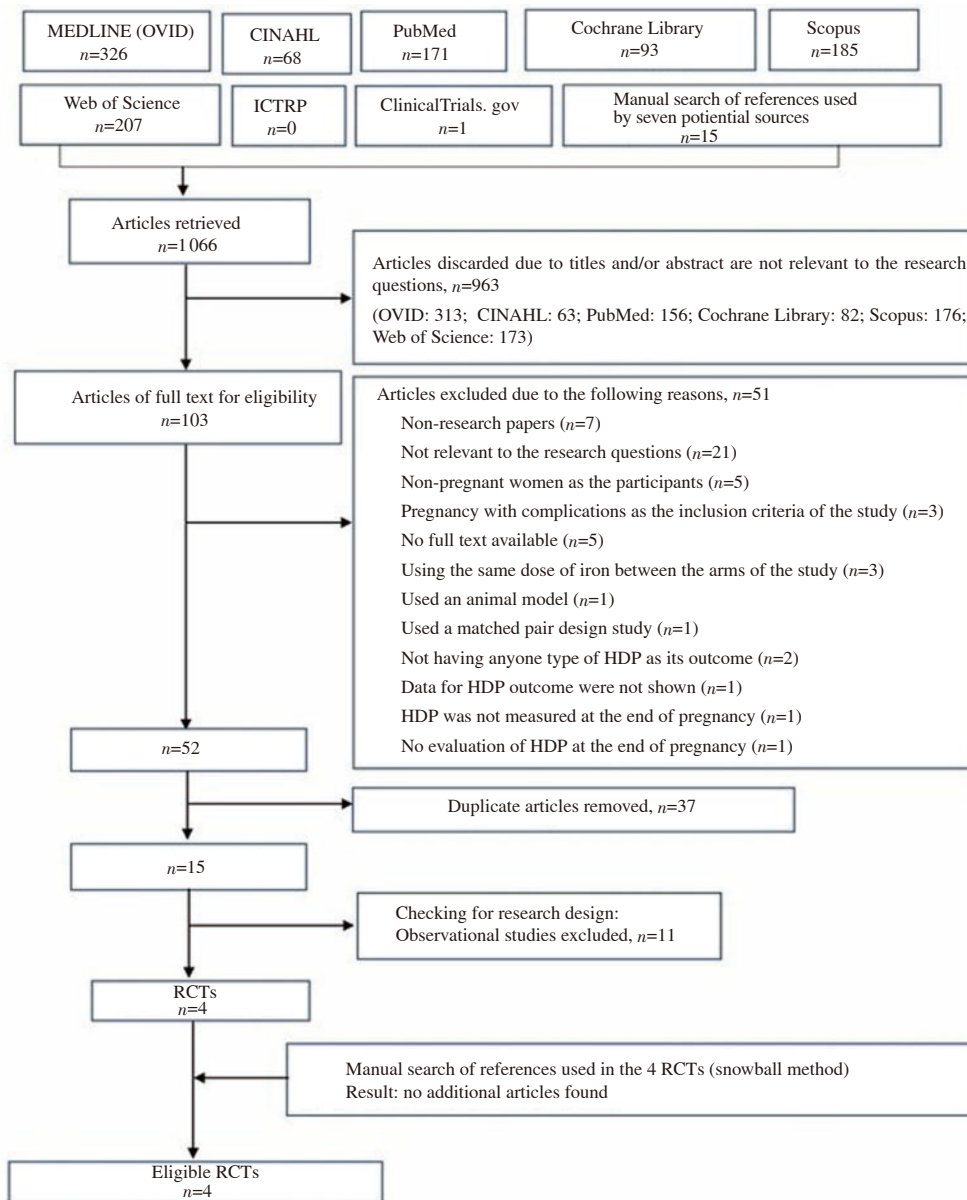 MEDLINE (OVID)
n=326
CINAHL
n=68
PubMed
n=171
Cochrane Library
n=93
Scopus
n=185
Web of Science
n=207
ICTRP
n=0
ClinicalTrials. gov
n=1
Manual search of references used
by seven potiential sources
n=15
Articles retrieved
n=1066
Articles discarded due to titles and/or abstract are not relevant to the research
questions, n=963
(OVID: 313; CINAHL: 63; PubMed: 156; Cochrane Library: 82; Scopus: 176;
Web of Science: 173)
Articles of full text for eligibility
n=103
Articles excluded due to the following reasons, n=51
Non-research papers (n=7)
Not relevant to the research questions (n=21)
Non-pregnant women as the participants (n=5)
Pregnancy with complications as the inclusion criteria of the study (n=3)
No full text available (n=5)
Using the same dose of iron between the arms of the study (n=3)
Used an animal model (n=1)
Used a matched pair design study (n=1)
Not having anyone type of HDP as its outcome (n=2)
Data for HDP outcome were not shown (n=1)
HDP was not measured at the end of pregnancy (n=1)
No evaluation of HDP at the end of pregnancy (n=1)
n=52
Duplicate articles removed, n=37
n=15
Checking for research design:
Observational studies excluded, n=11
RCTs
n=4
Manual search of references used in the 4 RCTs (snowball method)
Result: no additional articles found
Eligible RCTs
n=4